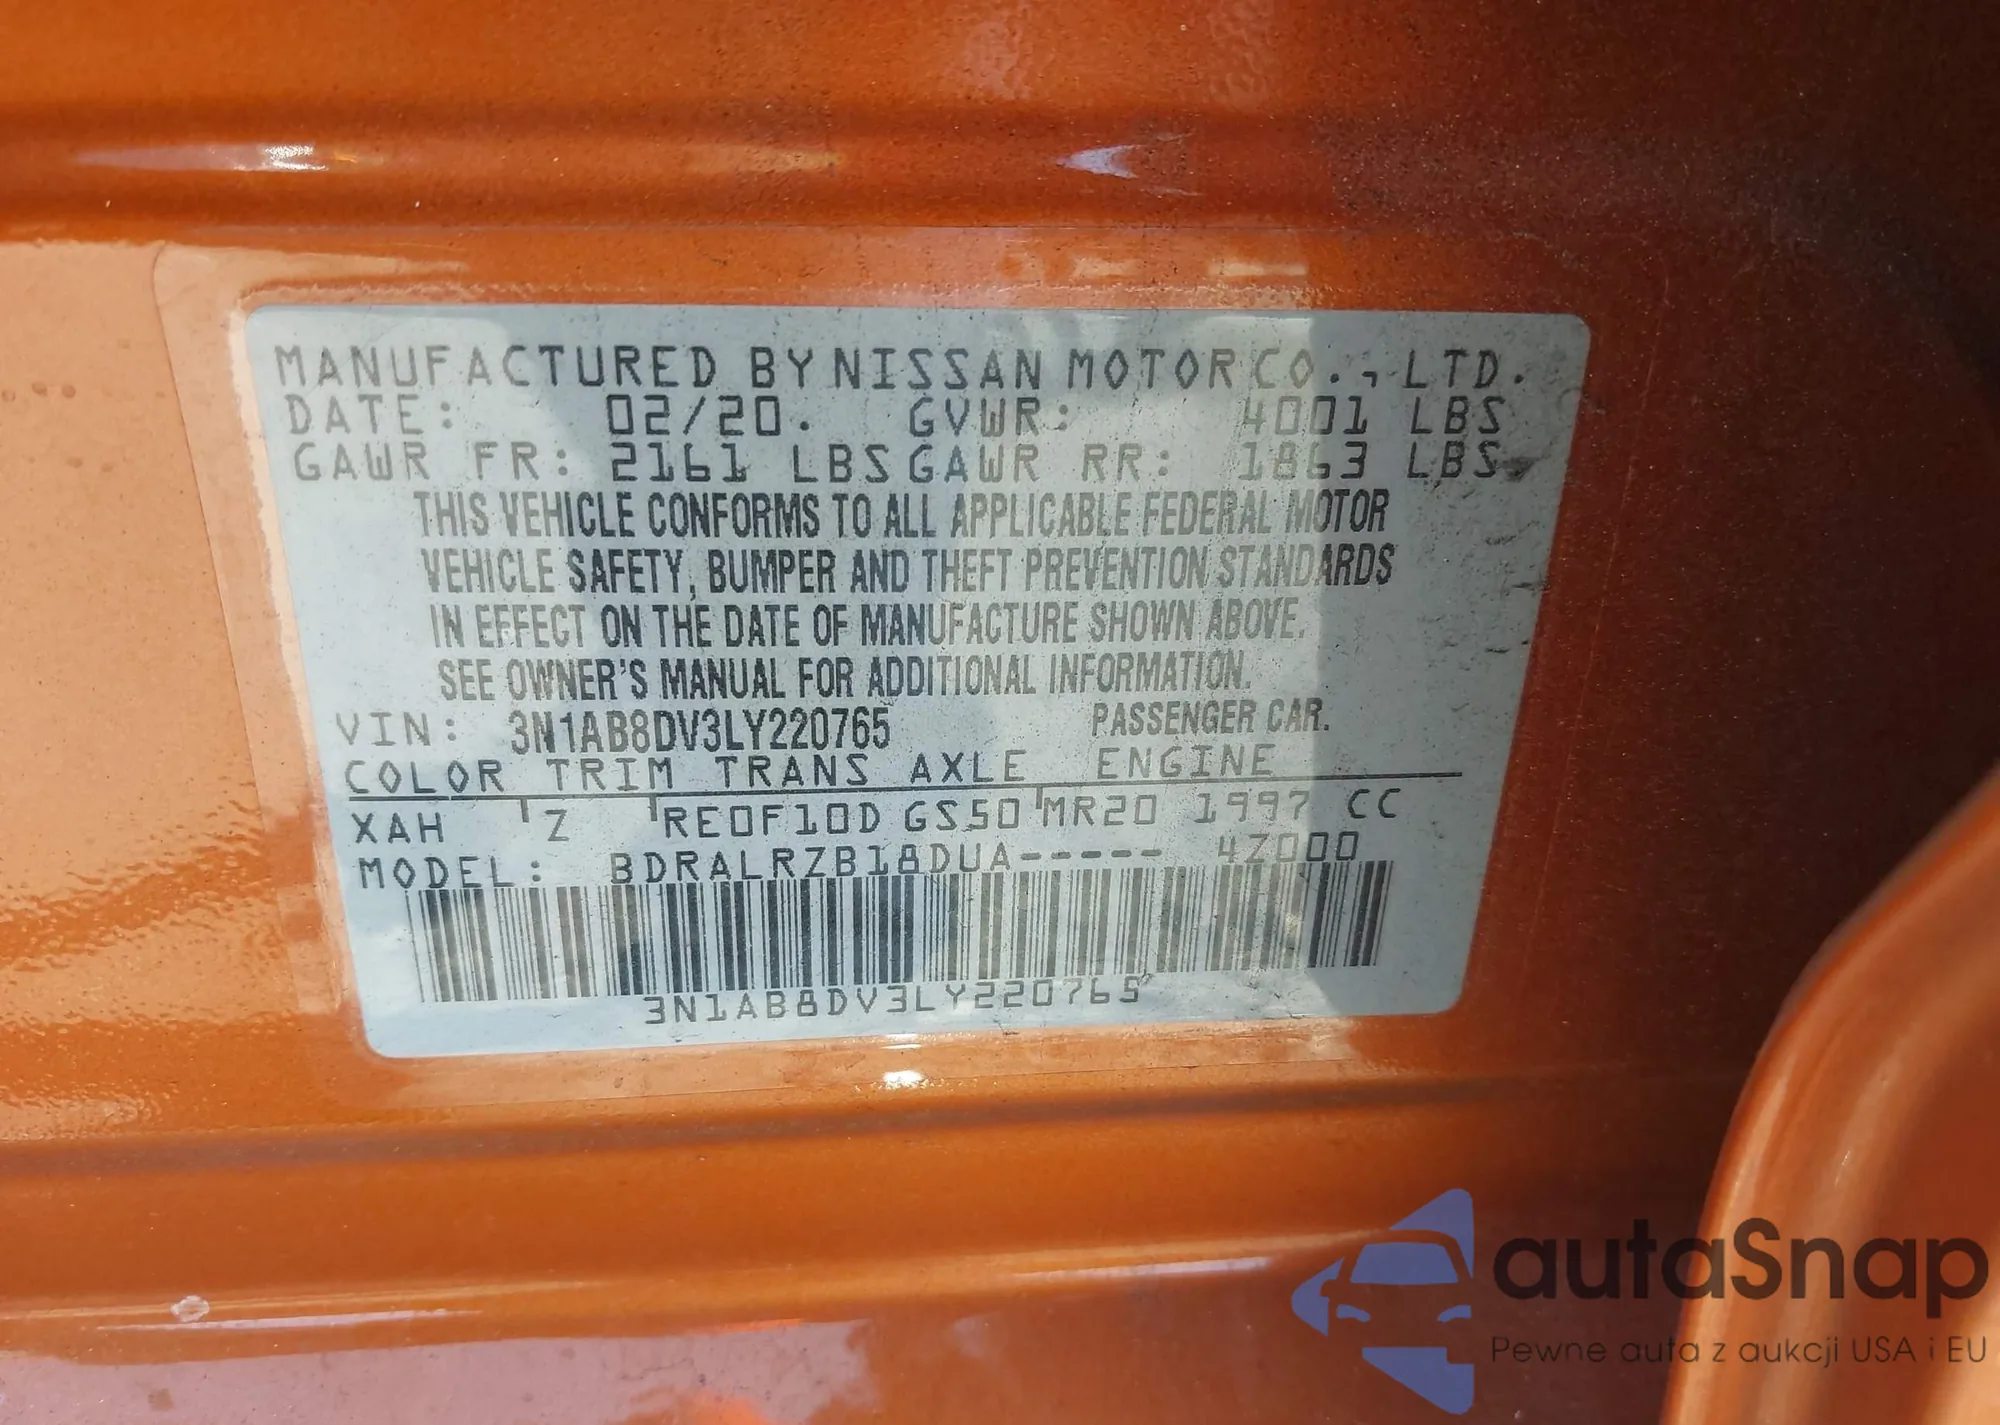 MANUFACTURED BY NISSAN MOTOR CO., LTD.
DATE: 02/20. GVWR: 4001 LBS
GAWR FR: 2161 LBS GAWR RR: 1863 LBS
THIS VEHICLE CONFORMS TO ALL APPLICABLE FEDERAL MOTOR
VEHICLE SAFETY, BUMPER AND THEFT PREVENTION STANDARDS
IN EFFECT ON THE DATE OF MANUFACTURE SHOWN ABOVE.
SEE OWNER'S MANUAL FOR ADDITIONAL INFORMATION.
VIN: 3N1AB8DV3LY220765 PASSENGER CAR.
COLOR TRIM TRANS AXLE ENGINE
XAH Z RE0F10D GS50 MR20 1997 CC
MODEL: BDRALRZB18DUA----- 4Z000
3N1AB8DV3LY220765
autaSnap
Pewne auta z aukcji USA i EU